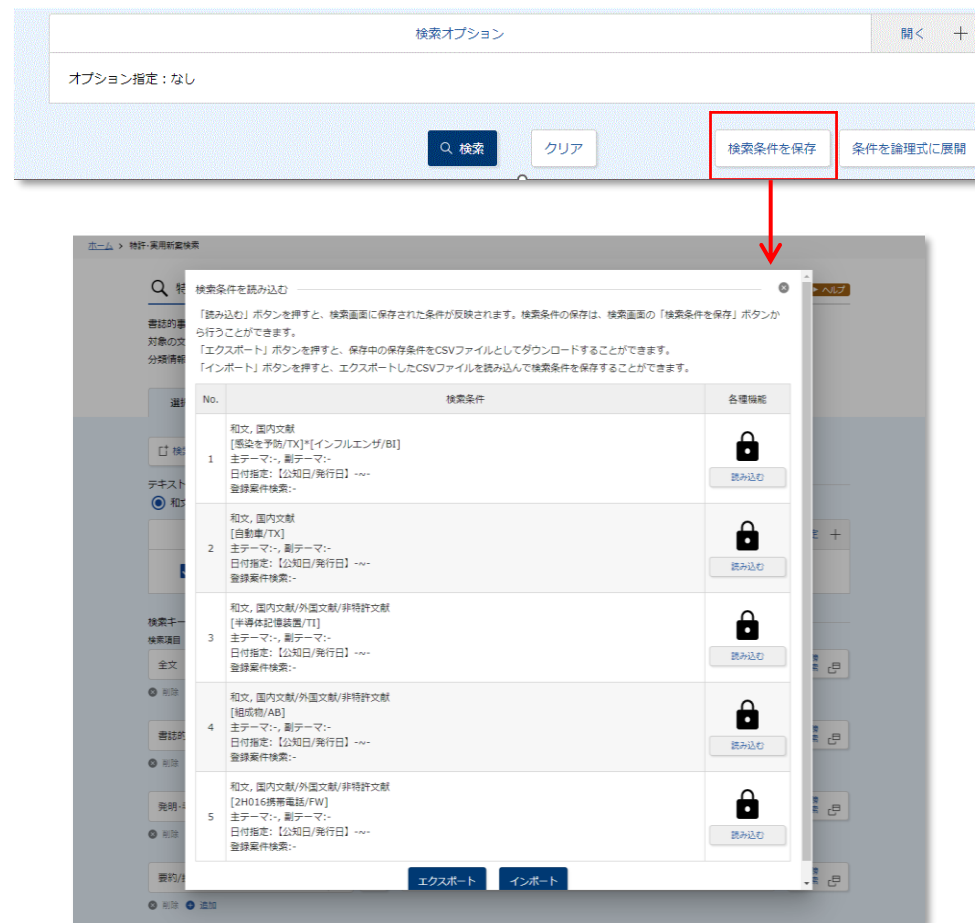 検索オプション
開く ＋
オプション指定：なし
検索
クリア
検索条件を保存
条件を論理式に展開
ホーム > 特許・実用新案検索
特
ヘルプ
書誌的事
対象の文
分類情報
選択
検索
テキスト
和文
検索キー
検索項目
全文
削除
書誌的
削除
発明・
削除
要約/
削除
追加
検索条件を読み込む
「読み込む」ボタンを押すと、検索画面に保存された条件が反映されます。検索条件の保存は、検索画面の「検索条件を保存」ボタンか
ら行うことができます。
「エクスポート」ボタンを押すと、保存中の保存条件をCSVファイルとしてダウンロードすることができます。
「インポート」ボタンを押すと、エクスポートしたCSVファイルを読み込んで検索条件を保存することができます。
No. 検索条件 各種機能
1
和文, 国内文献
[感染を予防/TX]*[インフルエンザ/BI]
主テーマ:-, 副テーマ:-
日付指定:【公知日/発行日】-~-
登録案件検索:-
読み込む
2
和文, 国内文献
[自動車/TX]
主テーマ:-, 副テーマ:-
日付指定:【公知日/発行日】-~-
登録案件検索:-
読み込む
3
和文, 国内文献/外国文献/非特許文献
[半導体記憶装置/TI]
主テーマ:-, 副テーマ:-
日付指定:【公知日/発行日】-~-
登録案件検索:-
読み込む
4
和文, 国内文献/外国文献/非特許文献
[組成物/AB]
主テーマ:-, 副テーマ:-
日付指定:【公知日/発行日】-~-
登録案件検索:-
読み込む
5
和文, 国内文献/外国文献/非特許文献
[2H016携帯電話/FW]
主テーマ:-, 副テーマ:-
日付指定:【公知日/発行日】-~-
登録案件検索:-
読み込む
エクスポート
インポート